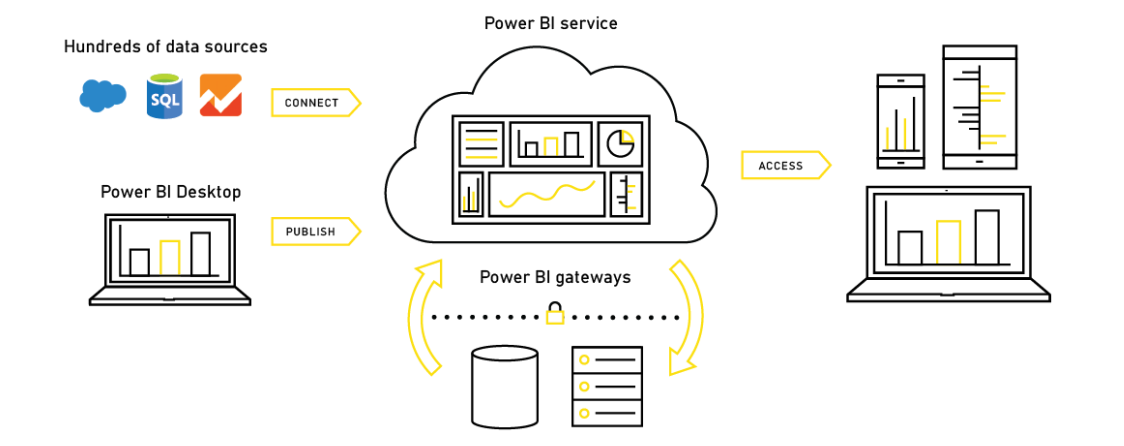 Power BI service
Hundreds of data sources
SQL
CONNECT
ACCESS
Power BI Desktop
PUBLISH
Power BI gateways